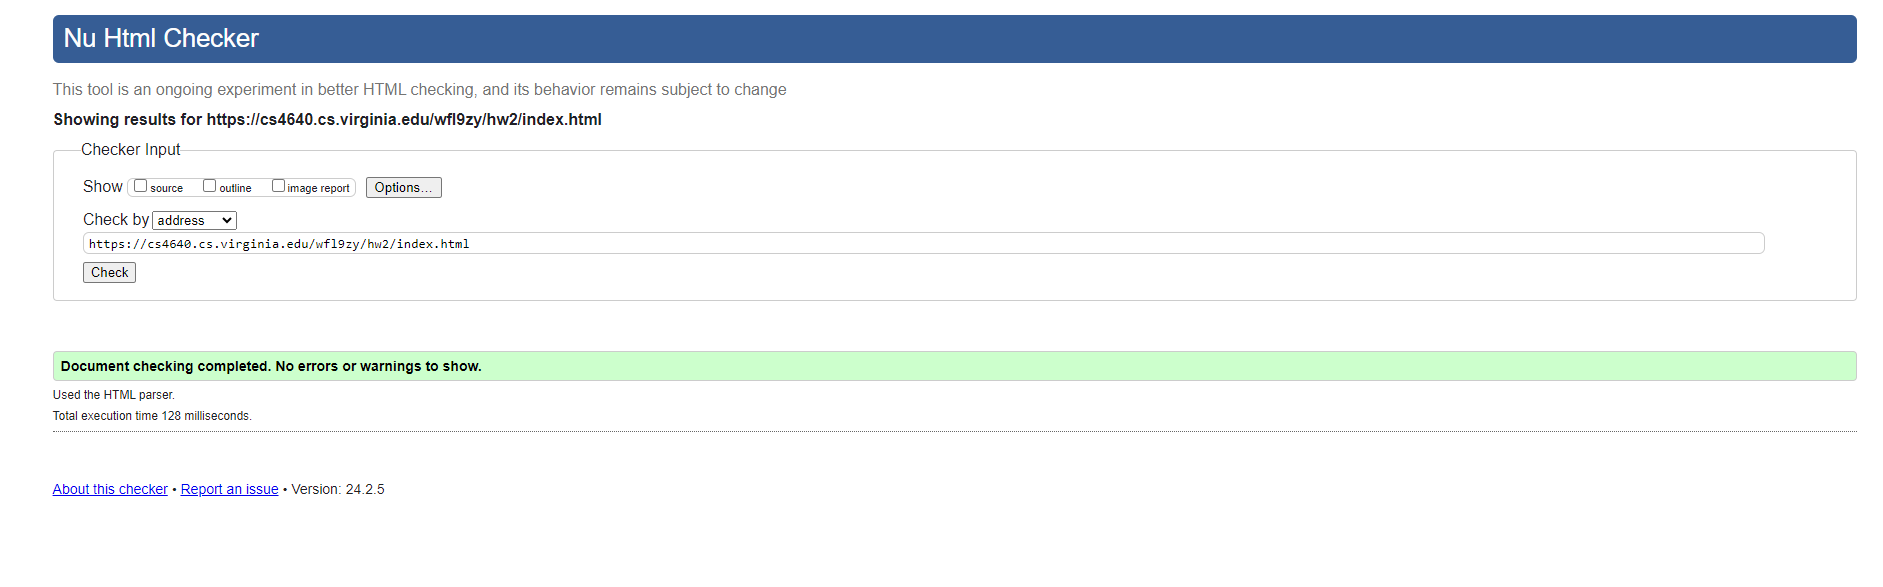 Nu Html Checker
This tool is an ongoing experiment in better HTML checking, and its behavior remains subject to change
Showing results for https://cs4640.cs.virginia.edu/wfl9zy/hw2/index.html
Checker Input
Show source outline image report Options...
Check by address
https://cs4640.cs.virginia.edu/wfl9zy/hw2/index.html
Check
Document checking completed. No errors or warnings to show.
Used the HTML parser.
Total execution time 128 milliseconds.
About this checker • Report an issue • Version: 24.2.5